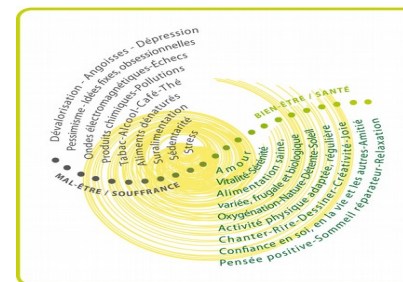 Dévalorisation - Angoisses - Dépression
Pessimisme-Idées fixes, obsessionnelles
Ondes électromagnétiques-Échecs
Produits chimiques-Pollutions
Tabac-Alcool-Café-Thé
Aliments dénaturés
Suralimentation
Sédentarité
Stress
MAL-ÊTRE / SOUFFRANCE
BIEN-ÊTRE / SANTÉ
Amour
Vitalité-Sérénité
Alimentation saine,
variée, frugale et biologique
Oxygénation-Nature-Détente-Soleil
Activité physique adaptée, régulière
Chanter-Rire-Dessiner-Créativité-Joie
Confiance en soi, en la vie et les autres-Amitié
Pensée positive-Sommeil réparateur-Relaxation